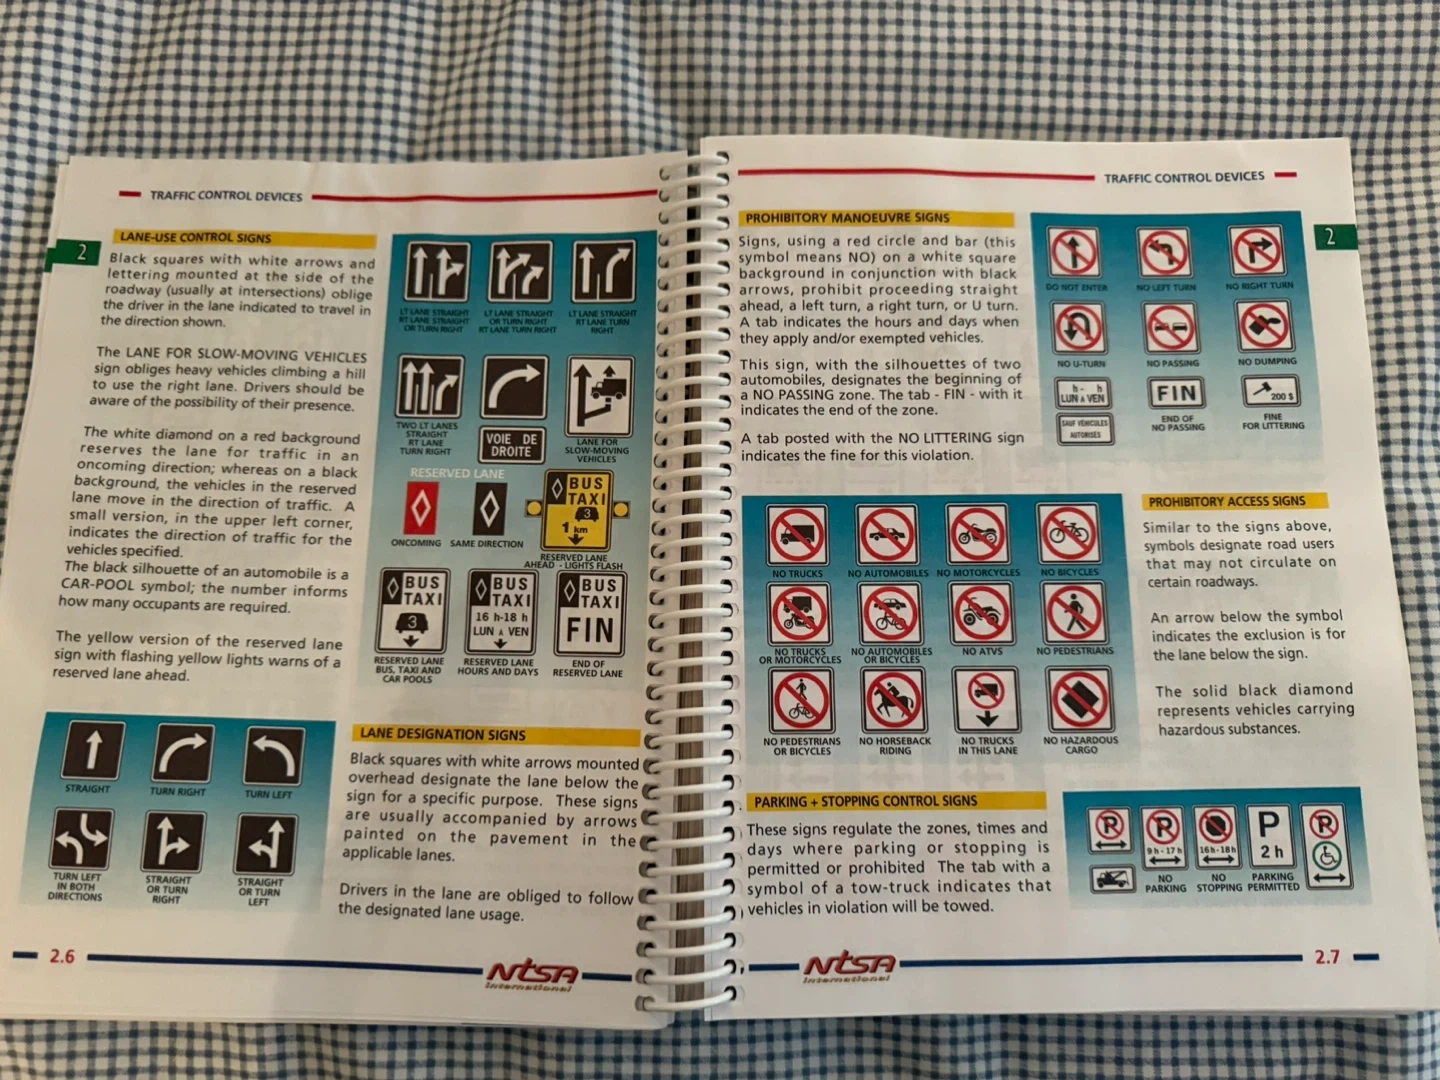 TRAFFIC CONTROL DEVICES
2
LANE-USE CONTROL SIGNS
Black squares with white arrows and
lettering mounted at the side of the
roadway (usually at intersections) oblige
the driver in the lane indicated to travel in
the direction shown.
The LANE FOR SLOW-MOVING VEHICLES
sign obliges heavy vehicles climbing a hill
to use the right lane. Drivers should be
aware of the possibility of their presence.
The white diamond on a red background
reserves the lane for traffic in an
oncoming direction; whereas on a black
background, the vehicles in the reserved
lane move in the direction of traffic. A
small version, in the upper left corner,
indicates the direction of traffic for the
vehicles specified.
The black silhouette of an automobile is a
CAR-POOL symbol; the number informs
how many occupants are required.
The yellow version of the reserved lane
sign with flashing yellow lights warns of a
reserved lane ahead.
LT LANE STRAIGHT
RT LANE STRAIGHT
OR TURN RIGHT
LT LANE STRAIGHT
OR TURN RIGHT
RT LANE TURN RIGHT
LT LANE STRAIGHT
RT LANE TURN
RIGHT
TWO LT LANES
STRAIGHT
RT LANE
TURN RIGHT
VOIE DE
DROITE
LANE FOR
SLOW-MOVING
VEHICLES
RESERVED LANE
ONCOMING
SAME DIRECTION
BUS
TAXI
3
1 km
RESERVED LANE
AHEAD - LIGHTS FLASH
BUS
TAXI
3
RESERVED LANE
BUS, TAXI AND
CAR POOLS
BUS
TAXI
16 h-18 h
LUN À VEN
RESERVED LANE
HOURS AND DAYS
BUS
TAXI
FIN
END OF
RESERVED LANE
STRAIGHT
TURN RIGHT
TURN LEFT
TURN LEFT
IN BOTH
DIRECTIONS
STRAIGHT
OR TURN
RIGHT
STRAIGHT
OR TURN
LEFT
LANE DESIGNATION SIGNS
Black squares with white arrows mounted
overhead designate the lane below the
sign for a specific purpose. These signs
are usually accompanied by arrows
painted on the pavement in the
applicable lanes.
Drivers in the lane are obliged to follow
the designated lane usage.
2.6
NTSA
International
TRAFFIC CONTROL DEVICES
2
PROHIBITORY MANOEUVRE SIGNS
Signs, using a red circle and bar (this
symbol means NO) on a white square
background in conjunction with black
arrows, prohibit proceeding straight
ahead, a left turn, a right turn, or U turn.
A tab indicates the hours and days when
they apply and/or exempted vehicles.
This sign, with the silhouettes of two
automobiles, designates the beginning of
a NO PASSING zone. The tab - FIN - with it
indicates the end of the zone.
A tab posted with the NO LITTERING sign
indicates the fine for this violation.
DO NOT ENTER
NO LEFT TURN
NO RIGHT TURN
NO U-TURN
NO PASSING
NO DUMPING
h - h
LUN À VEN
SAUF VÉHICULES
AUTORISÉS
FIN
END OF
NO PASSING
200 $
FINE
FOR LITTERING
NO TRUCKS
NO AUTOMOBILES
NO MOTORCYCLES
NO BICYCLES
NO TRUCKS
OR MOTORCYCLES
NO AUTOMOBILES
OR BICYCLES
NO ATVS
NO PEDESTRIANS
NO PEDESTRIANS
OR BICYCLES
NO HORSEBACK
RIDING
NO TRUCKS
IN THIS LANE
NO HAZARDOUS
CARGO
PROHIBITORY ACCESS SIGNS
Similar to the signs above,
symbols designate road users
that may not circulate on
certain roadways.
An arrow below the symbol
indicates the exclusion is for
the lane below the sign.
The solid black diamond
represents vehicles carrying
hazardous substances.
PARKING + STOPPING CONTROL SIGNS
These signs regulate the zones, times and
days where parking or stopping is
permitted or prohibited The tab with a
symbol of a tow-truck indicates that
vehicles in violation will be towed.
P
P
9 h - 17 h
NO
PARKING
16 h - 18 h
NO
STOPPING
P
2 h
PARKING
PERMITTED
P
NTSA
International
2.7